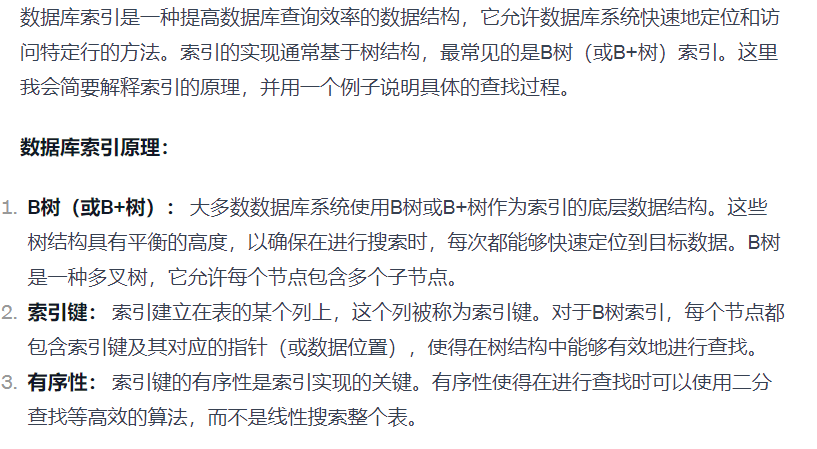 数据库索引是一种提高数据库查询效率的数据结构，它允许数据库系统快速地定位和访
问特定行的方法。索引的实现通常基于树结构，最常见的是B树（或B+树）索引。这里
我会简要解释索引的原理，并用一个例子说明具体的查找过程。
数据库索引原理：
1. B树（或B+树）： 大多数数据库系统使用B树或B+树作为索引的底层数据结构。这些
树结构具有平衡的高度，以确保在进行搜索时，每次都能够快速定位到目标数据。B树
是一种多叉树，它允许每个节点包含多个子节点。
2. 索引键： 索引建立在表的某个列上，这个列被称为索引键。对于B树索引，每个节点都
包含索引键及其对应的指针（或数据位置），使得在树结构中能够有效地进行查找。
3. 有序性： 索引键的有序性是索引实现的关键。有序性使得在进行查找时可以使用二分
查找等高效的算法，而不是线性搜索整个表。